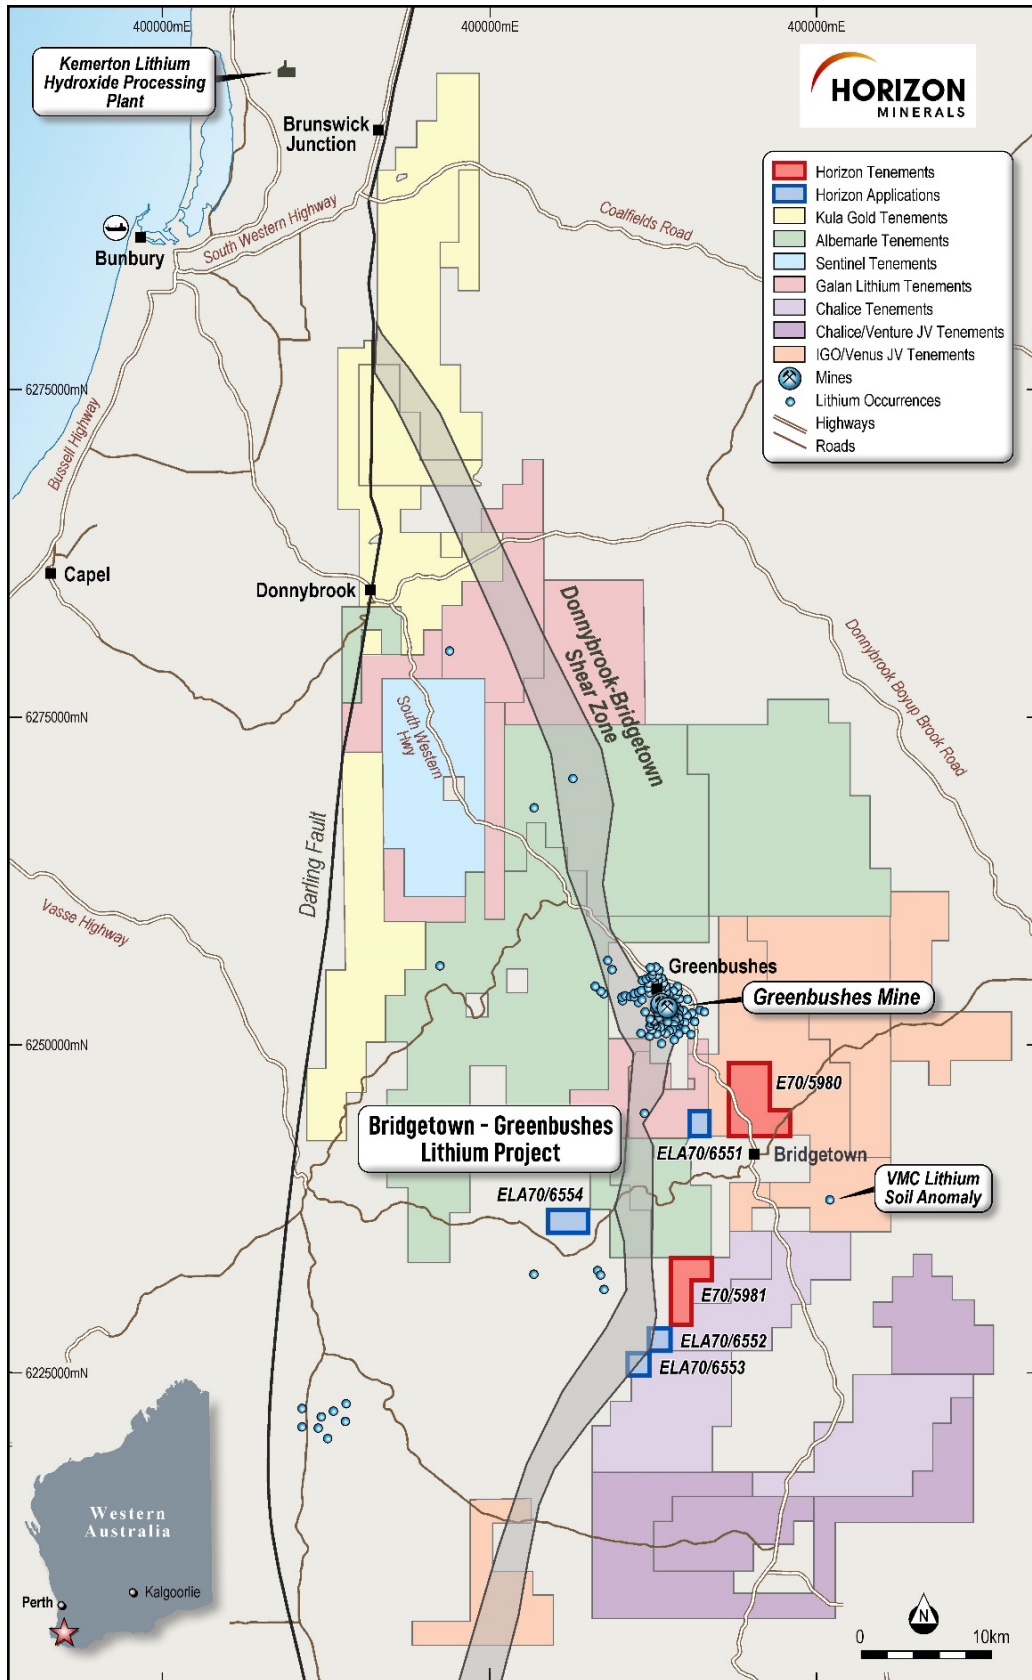 400000mE
400000mE
400000mE
Kemerton Lithium
Hydroxide Processing
Plant
HORIZON
MINERALS
Brunswick
Junction
Horizon Tenements
Horizon Applications
Kula Gold Tenements
Albemarle Tenements
Sentinel Tenements
Galan Lithium Tenements
Chalice Tenements
Chalice/Venture JV Tenements
IGO/Venus JV Tenements
Mines
Lithium Occurrences
Highways
Roads
Coalfields Road
South Western Highway
Bunbury
6275000mN
Bussell Highway
Capel
Donnybrook
Donnybrook-Bridgetown
Shear Zone
Donnybrook Boyup Brook Road
6275000mN
South Western
Hwy
Darling Fault
Vasse Highway
Greenbushes
Greenbushes Mine
6250000mN
E70/5980
Bridgetown - Greenbushes
Lithium Project
ELA70/6551
Bridgetown
VMC Lithium
Soil Anomaly
ELA70/6554
E70/5981
ELA70/6552
ELA70/6553
6225000mN
Western
Australia
Perth
Kalgoorlie
N
0
10km